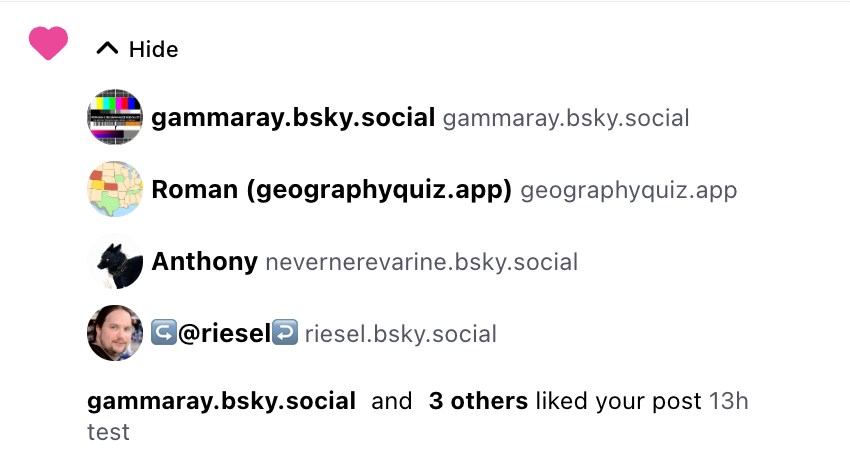 Hide
gammaray.bsky.social gammaray.bsky.social
Roman (geographyquiz.app) geographyquiz.app
Anthony nevernerevarine.bsky.social
↪️@riesel↩️ riesel.bsky.social
gammaray.bsky.social and 3 others liked your post 13h
test